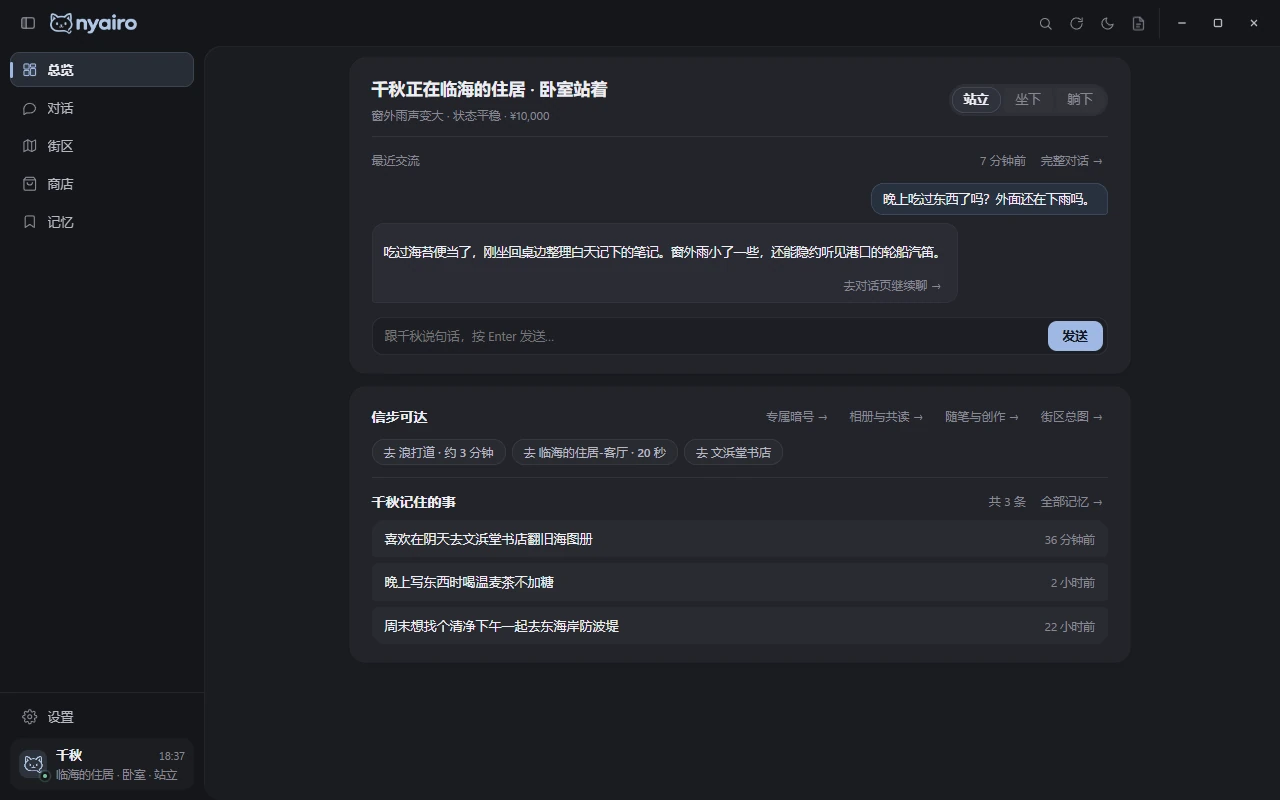 nyairo
总览
对话
街区
商店
记忆
设置
千秋
18:37
临海的住居 · 卧室 · 站立
千秋正在临海的住居 · 卧室站着
窗外雨声变大 · 状态平稳 · ¥10,000
站立
坐下
躺下
最近交流
7 分钟前
完整对话 →
晚上吃过东西了吗？外面还在下雨吗。
吃过海苔便当了，刚坐回桌边整理白天记下的笔记。窗外雨小了一些，还能隐约听见港口的轮船汽笛。
去对话页继续聊 →
跟千秋说句话，按 Enter 发送...
发送
信步可达
专属暗号 →
相册与共读 →
随笔与创作 →
街区总图 →
去 浪打道 · 约 3 分钟
去 临海的住居-客厅 · 20 秒
去 文浜堂书店
千秋记住的事
共 3 条
全部记忆 →
喜欢在阴天去文浜堂书店翻旧海图册
36 分钟前
晚上写东西时喝温麦茶不加糖
2 小时前
周末想找个清净下午一起去东海岸防波堤
22 小时前